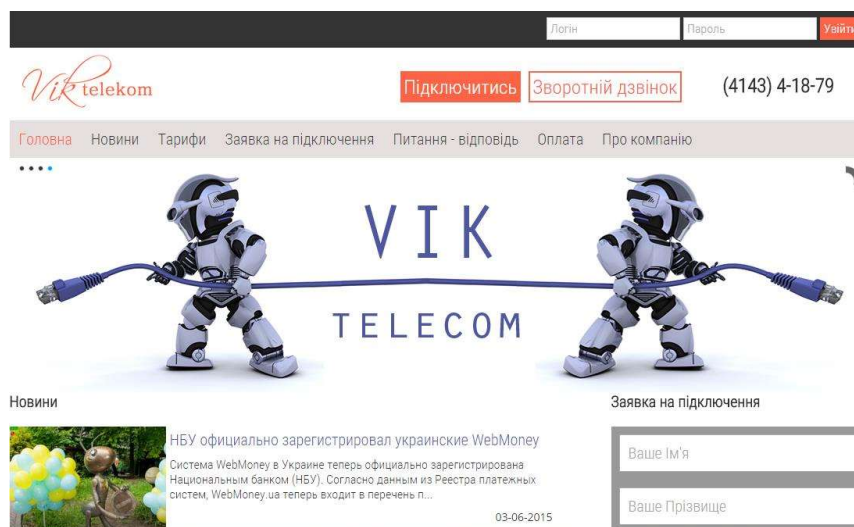 Логін
Пароль
Увійти
Vik telekom
Підключитись
Зворотній дзвінок
(4143) 4-18-79
Головна
Новини
Тарифи
Заявка на підключення
Питання - відповідь
Оплата
Про компанію
VIK
TELECOM
Новини
НБУ официально зарегистрировал украинские WebMoney
Система WebMoney в Украине теперь официально зарегистрирована
Национальным банком (НБУ). Согласно данным из Реестра платежных
систем, WebMoney.ua теперь входит в перечень п...
03-06-2015
Заявка на підключення
Ваше Ім'я
Ваше Прізвище